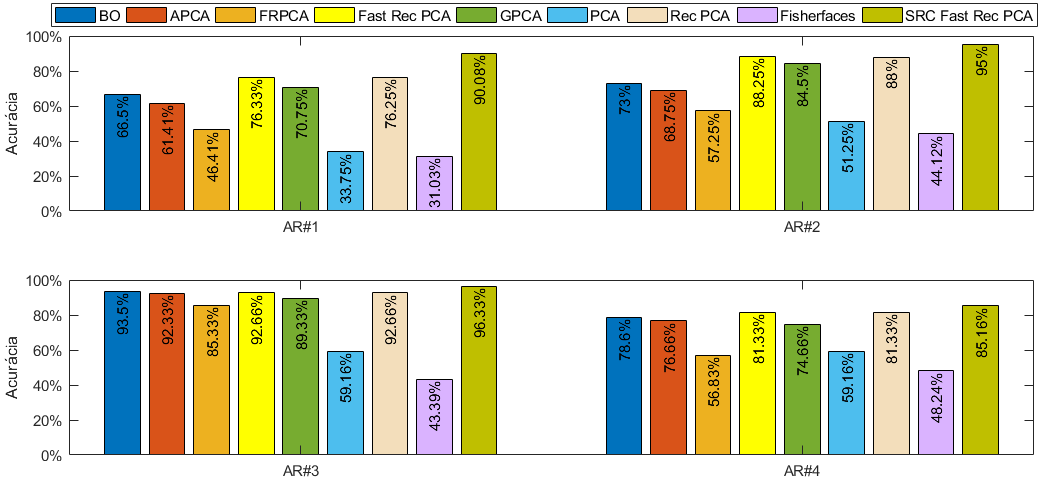 BO APCA FRPCA Fast Rec PCA GPCA PCA Rec PCA Fisherfaces SRC Fast Rec PCA
Acurácia
100%
80%
60%
40%
20%
0%
66.5% 61.41% 46.41% 76.33% 70.75% 33.75% 76.25% 31.03% 90.08%
73% 68.75% 57.25% 88.25% 84.5% 51.25% 88% 44.12% 95%
AR#1 AR#2
Acurácia
100%
80%
60%
40%
20%
0%
93.5% 92.33% 85.33% 92.66% 89.33% 59.16% 92.66% 43.39% 96.33%
78.6% 76.66% 56.83% 81.33% 74.66% 59.16% 81.33% 48.24% 85.16%
AR#3 AR#4